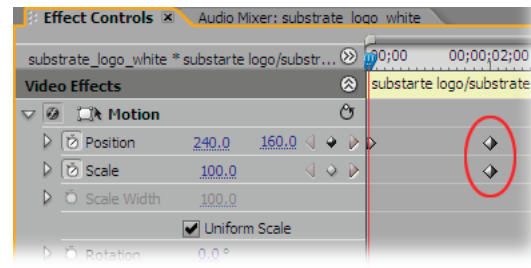 Effect Controls × Audio Mixer: substrate_logo_white
substrate_logo_white * substarte logo/substr... 00;00 00;00;02;00
Video Effects substarte logo/substrate
Motion
Position 240.0 160.0
Scale 100.0
Scale Width 100.0
Uniform Scale
Rotation 0.0 °